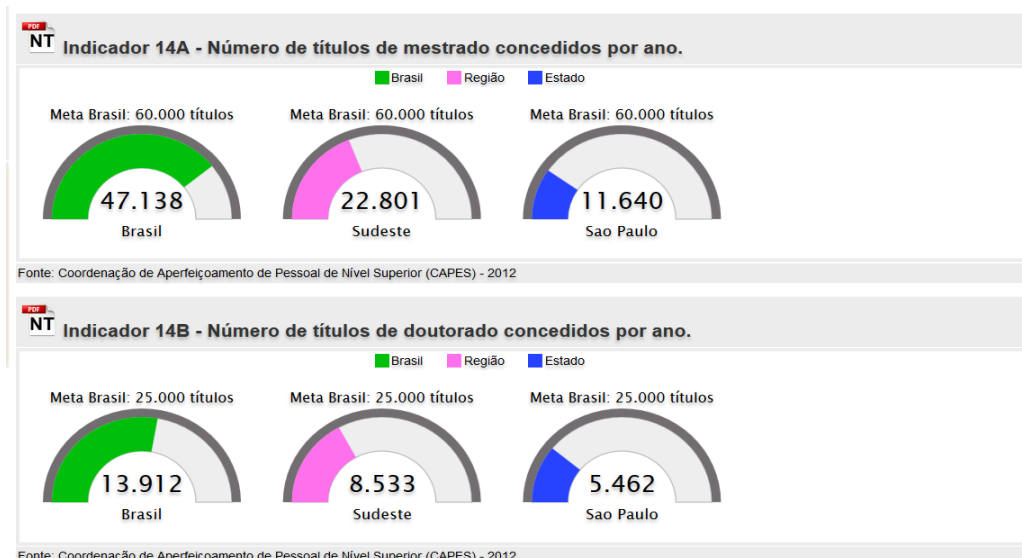 PDF
NT Indicador 14A - Número de títulos de mestrado concedidos por ano.
Brasil Região Estado
Meta Brasil: 60.000 títulos Meta Brasil: 60.000 títulos Meta Brasil: 60.000 títulos
47.138 22.801 11.640
Brasil Sudeste Sao Paulo
Fonte: Coordenação de Aperfeiçoamento de Pessoal de Nível Superior (CAPES) - 2012
PDF
NT Indicador 14B - Número de títulos de doutorado concedidos por ano.
Brasil Região Estado
Meta Brasil: 25.000 títulos Meta Brasil: 25.000 títulos Meta Brasil: 25.000 títulos
13.912 8.533 5.462
Brasil Sudeste Sao Paulo
Fonte: Coordenação de Aperfeiçoamento de Pessoal de Nível Superior (CAPES) - 2012